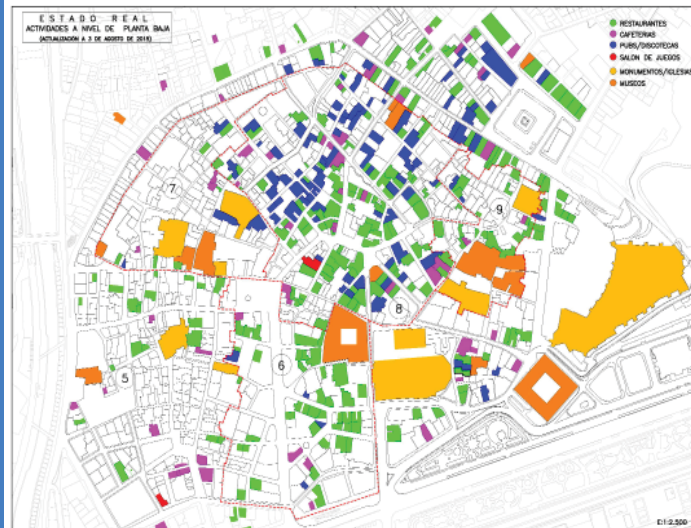 ESTADO REAL
ACTIVIDADES A NIVEL DE PLANTA BAJA
(ACTUALIZACIÓN A 3 DE AGOSTO DE 2015)
RESTAURANTES
CAFETERIAS
PUBS/DISCOTECAS
SALON DE JUEGOS
MONUMENTOS/IGLESIAS
MUSEOS
7
9
8
6
5
E:1:2.500